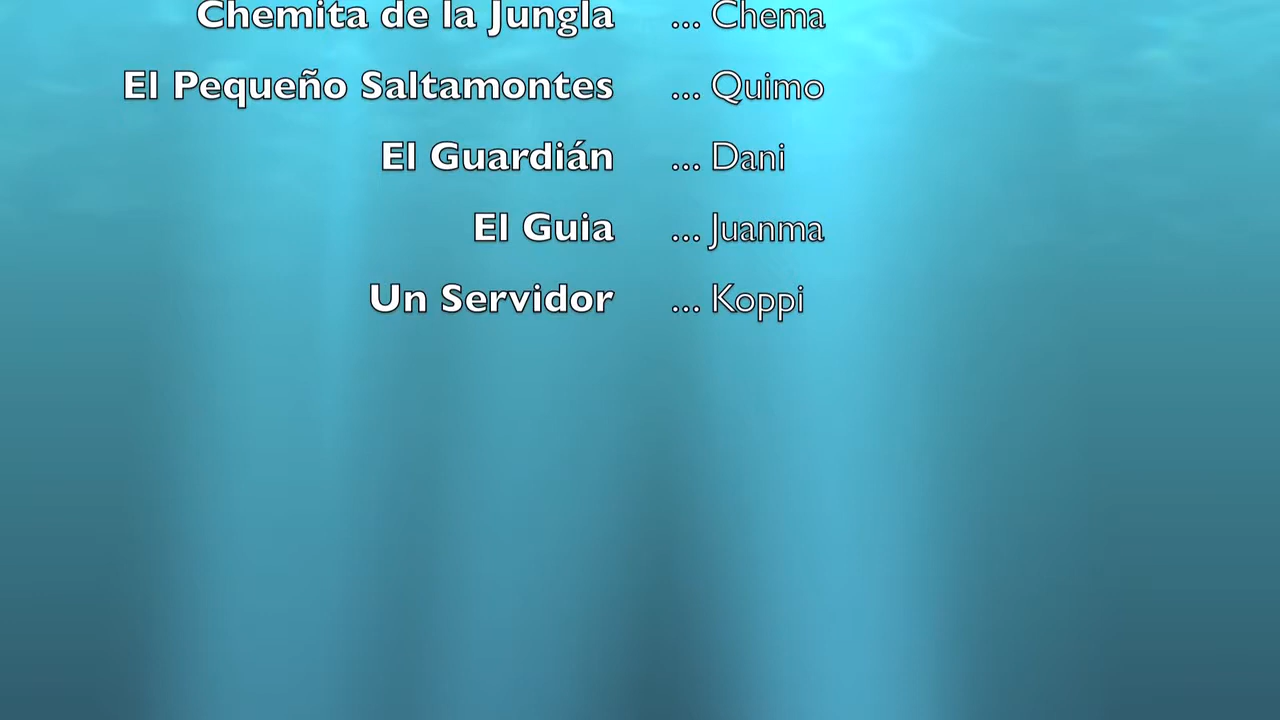 Chemita de la Jungla ... Chema
El Pequeño Saltamontes ... Quimo
El Guardián ... Dani
El Guia ... Juanma
Un Servidor ... Koppi